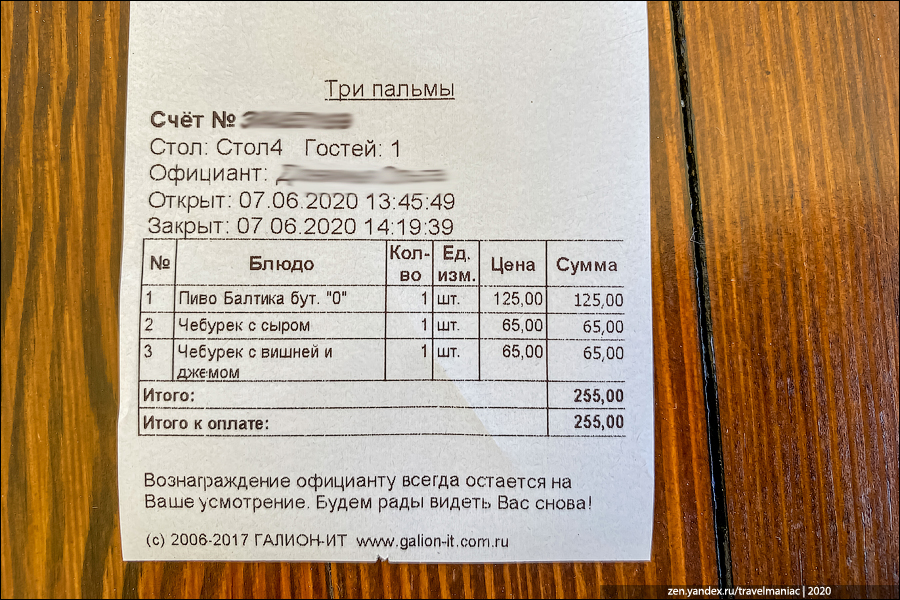 Три пальмы
Счёт №
Стол: Стол4 Гостей: 1
Официант:
Открыт: 07.06.2020 13:45:49
Закрыт: 07.06.2020 14:19:39
№ Блюдо Кол-во Ед. изм. Цена Сумма
1 Пиво Балтика бут. "0" 1 шт. 125,00 125,00
2 Чебурек с сыром 1 шт. 65,00 65,00
3 Чебурек с вишней и 1 шт. 65,00 65,00
джемом
Итого: 255,00
Итого к оплате: 255,00
Вознаграждение официанту всегда остается на
Ваше усмотрение. Будем рады видеть Вас снова!
(c) 2006-2017 ГАЛИОН-ИТ www.galion-it.com.ru
zen.yandex.ru/travelmaniac | 2020